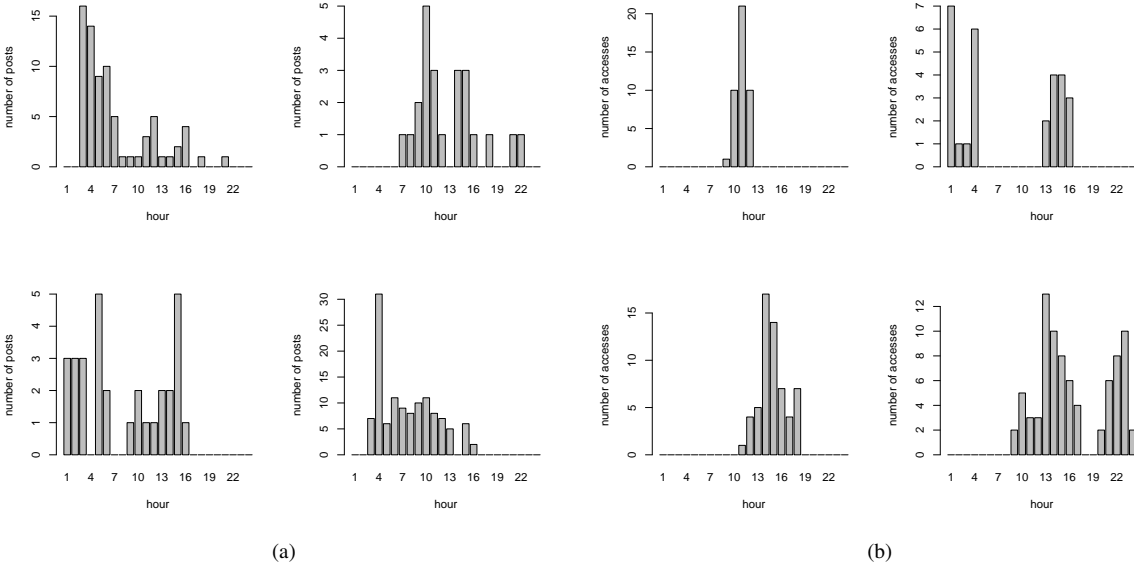 number of posts
0 5 10 15
1 4 7 10 13 16 19 22
hour
number of posts
0 1 2 3 4 5
1 4 7 10 13 16 19 22
hour
number of accesses
0 5 10 15 20
1 4 7 10 13 16 19 22
hour
number of accesses
0 1 2 3 4 5 6 7
1 4 7 10 13 16 19 22
hour
number of posts
0 1 2 3 4 5
1 4 7 10 13 16 19 22
hour
number of posts
0 5 10 15 20 25 30
1 4 7 10 13 16 19 22
hour
number of accesses
0 5 10 15
1 4 7 10 13 16 19 22
hour
number of accesses
0 2 4 6 8 10 12
1 4 7 10 13 16 19 22
hour
(a)
(b)